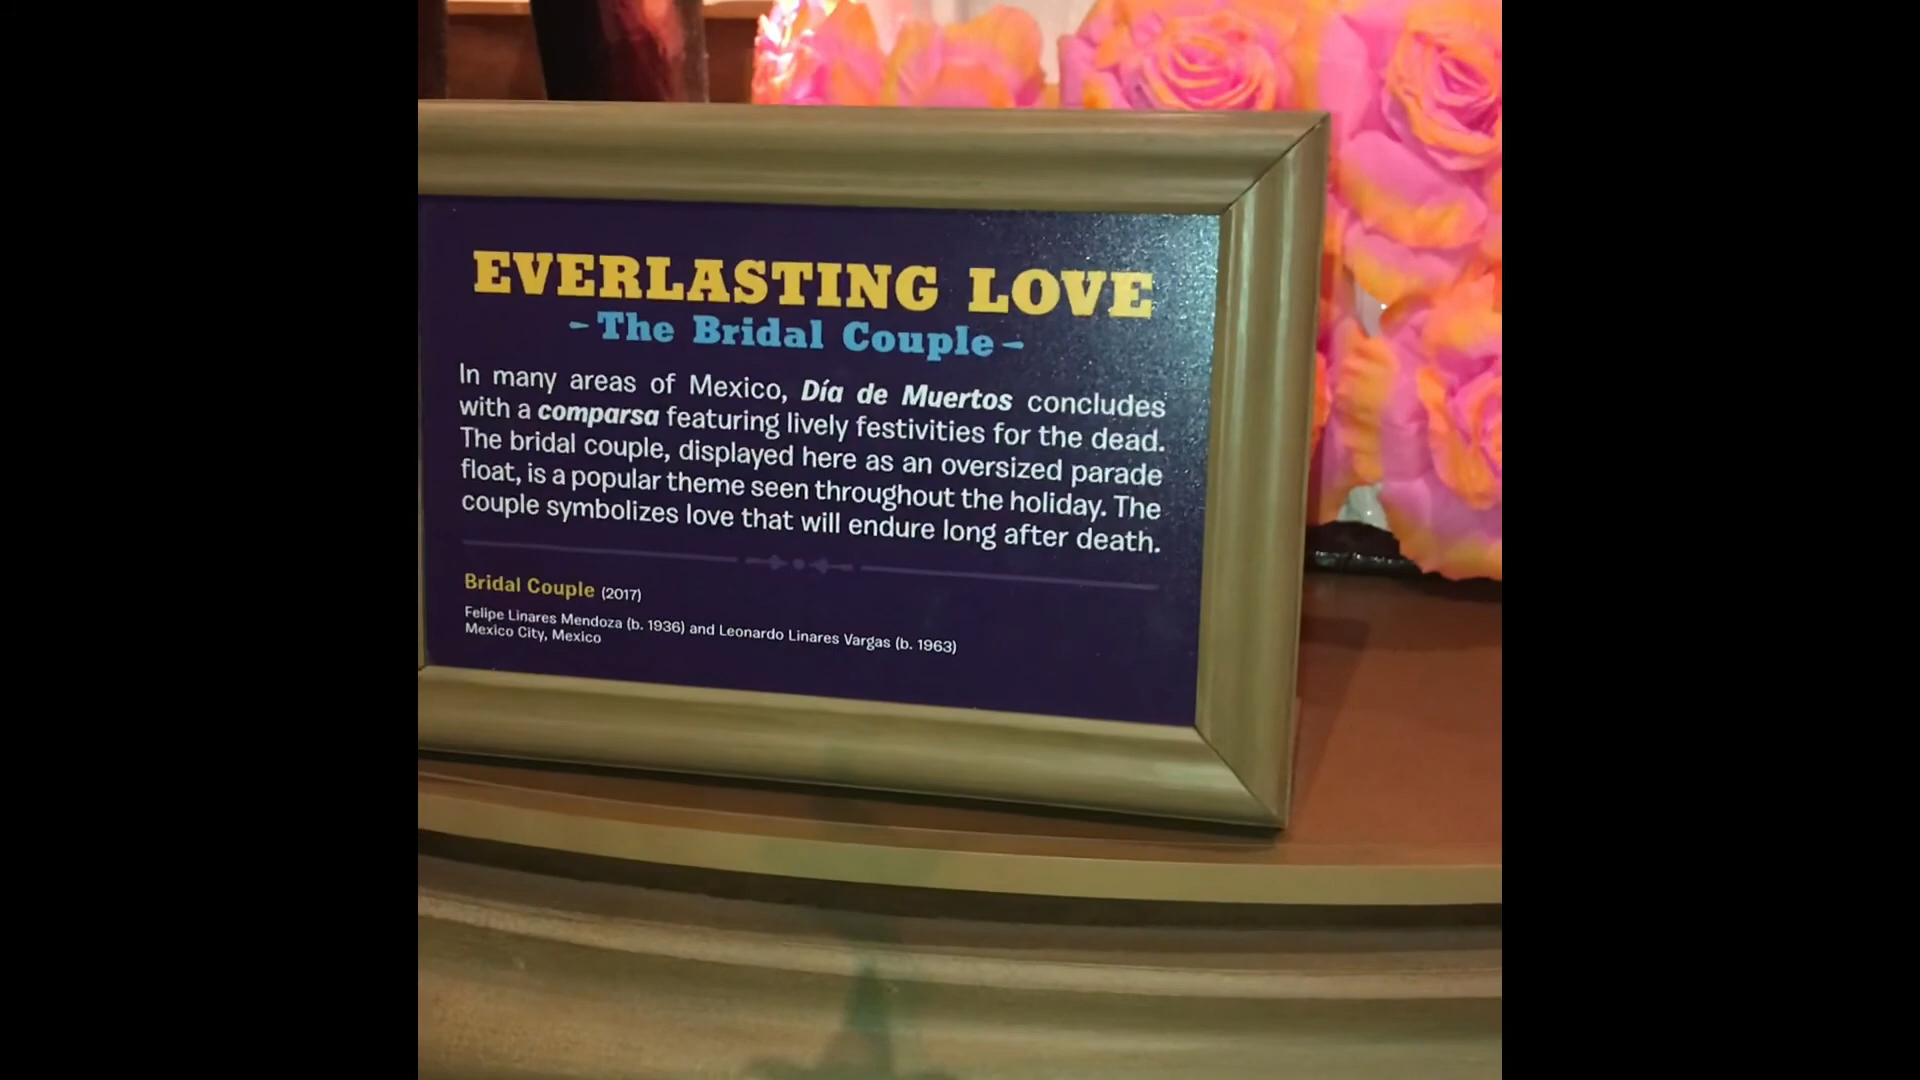 EVERLASTING LOVE
- The Bridal Couple -
In many areas of Mexico, Día de Muertos concludes
with a comparsa featuring lively festivities for the dead.
The bridal couple, displayed here as an oversized parade
float, is a popular theme seen throughout the holiday. The
couple symbolizes love that will endure long after death.
Bridal Couple (2017)
Felipe Linares Mendoza (b. 1936) and Leonardo Linares Vargas (b. 1963)
Mexico City, Mexico